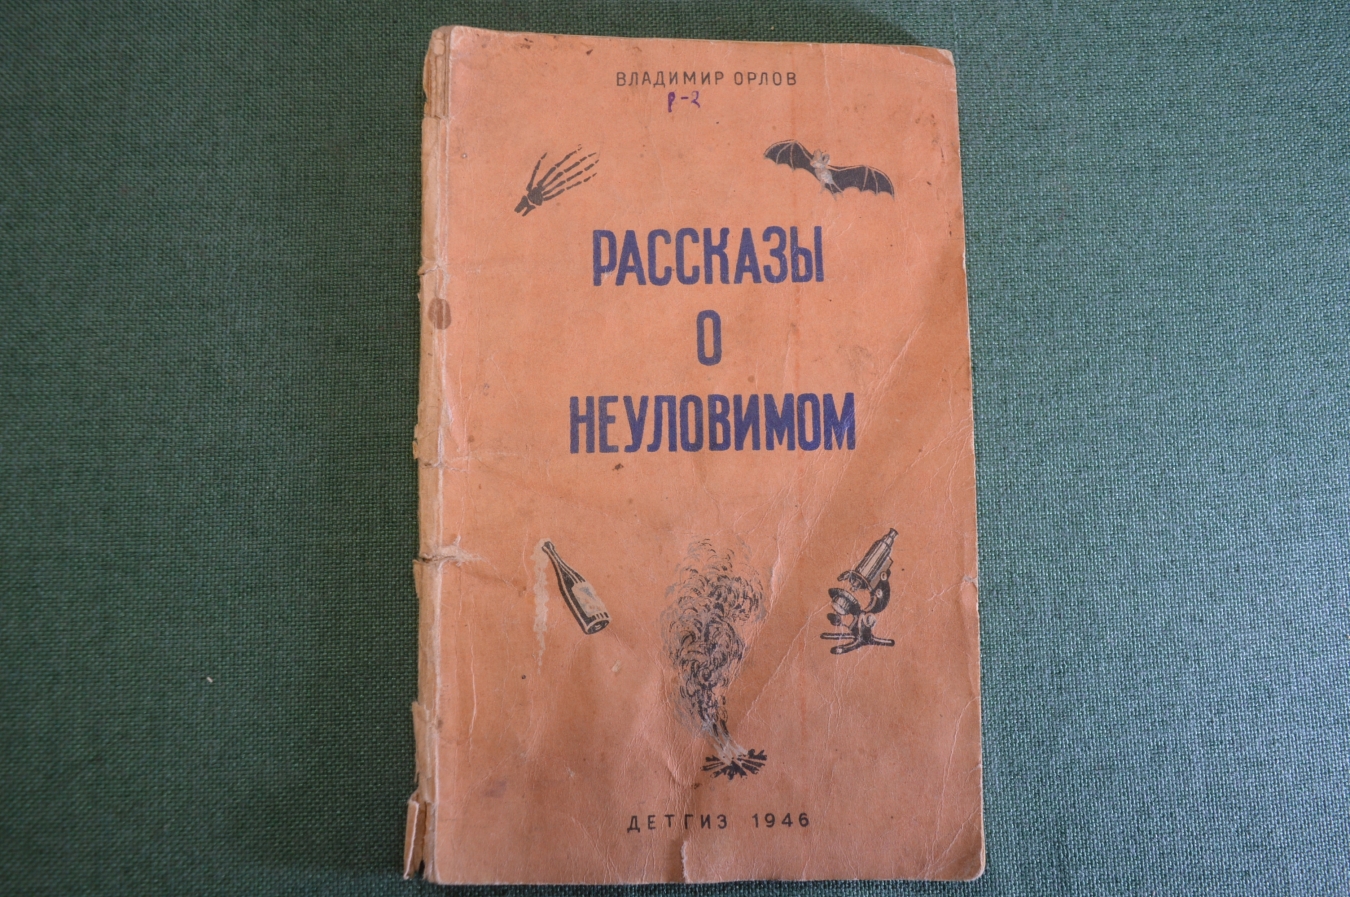 ВЛАДИМИР ОРЛОВ
Р-2
РАССКАЗЫ
О
НЕУЛОВИМОМ
ДЕТГИЗ 1946